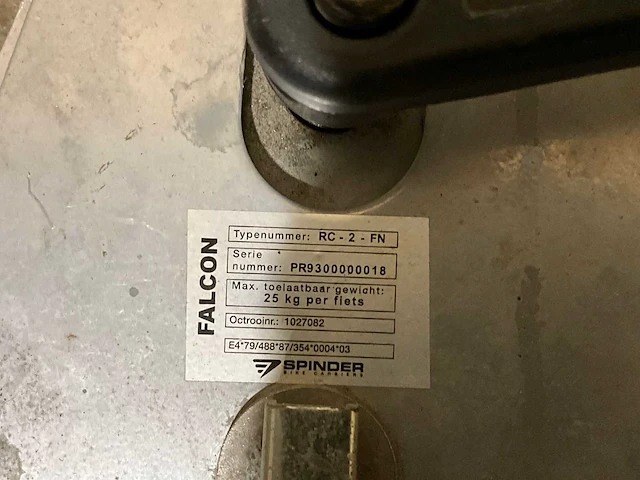 FALCON
Typenummer: RC - 2 - FN
Serie
nummer: PR9300000018
Max. toelaatbaar gewicht:
25 kg per fiets
Octrooinr.: 1027082
E4*79/488*87/354*0004*03
SPINDER
BIKE CARRIERS